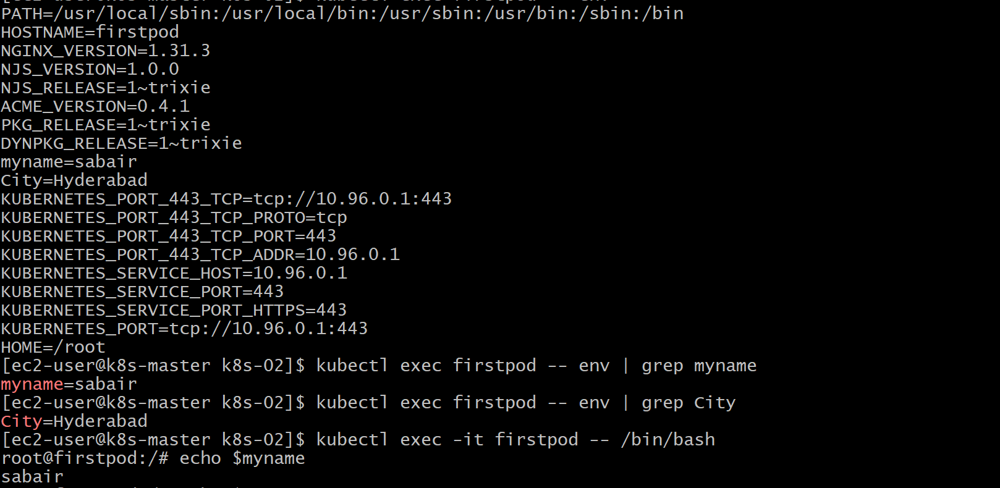 PATH=/usr/local/sbin:/usr/local/bin:/usr/sbin:/usr/bin:/sbin:/bin
HOSTNAME=firstpod
NGINX_VERSION=1.31.3
NJS_VERSION=1.0.0
NJS_RELEASE=1~trixie
ACME_VERSION=0.4.1
PKG_RELEASE=1~trixie
DYNPKG_RELEASE=1~trixie
myname=sabair
City=Hyderabad
KUBERNETES_PORT_443_TCP=tcp://10.96.0.1:443
KUBERNETES_PORT_443_TCP_PROTO=tcp
KUBERNETES_PORT_443_TCP_PORT=443
KUBERNETES_PORT_443_TCP_ADDR=10.96.0.1
KUBERNETES_SERVICE_HOST=10.96.0.1
KUBERNETES_SERVICE_PORT=443
KUBERNETES_SERVICE_PORT_HTTPS=443
KUBERNETES_PORT=tcp://10.96.0.1:443
HOME=/root
[ec2-user@k8s-master k8s-02]$ kubectl exec firstpod -- env | grep myname
myname=sabair
[ec2-user@k8s-master k8s-02]$ kubectl exec firstpod -- env | grep City
City=Hyderabad
[ec2-user@k8s-master k8s-02]$ kubectl exec -it firstpod -- /bin/bash
root@firstpod:/# echo $myname
sabair